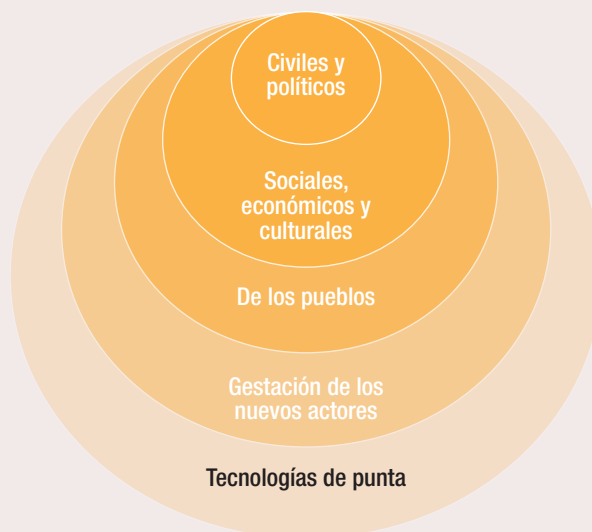 Civiles y
políticos
Sociales,
económicos y
culturales
De los pueblos
Gestación de los
nuevos actores
Tecnologías de punta